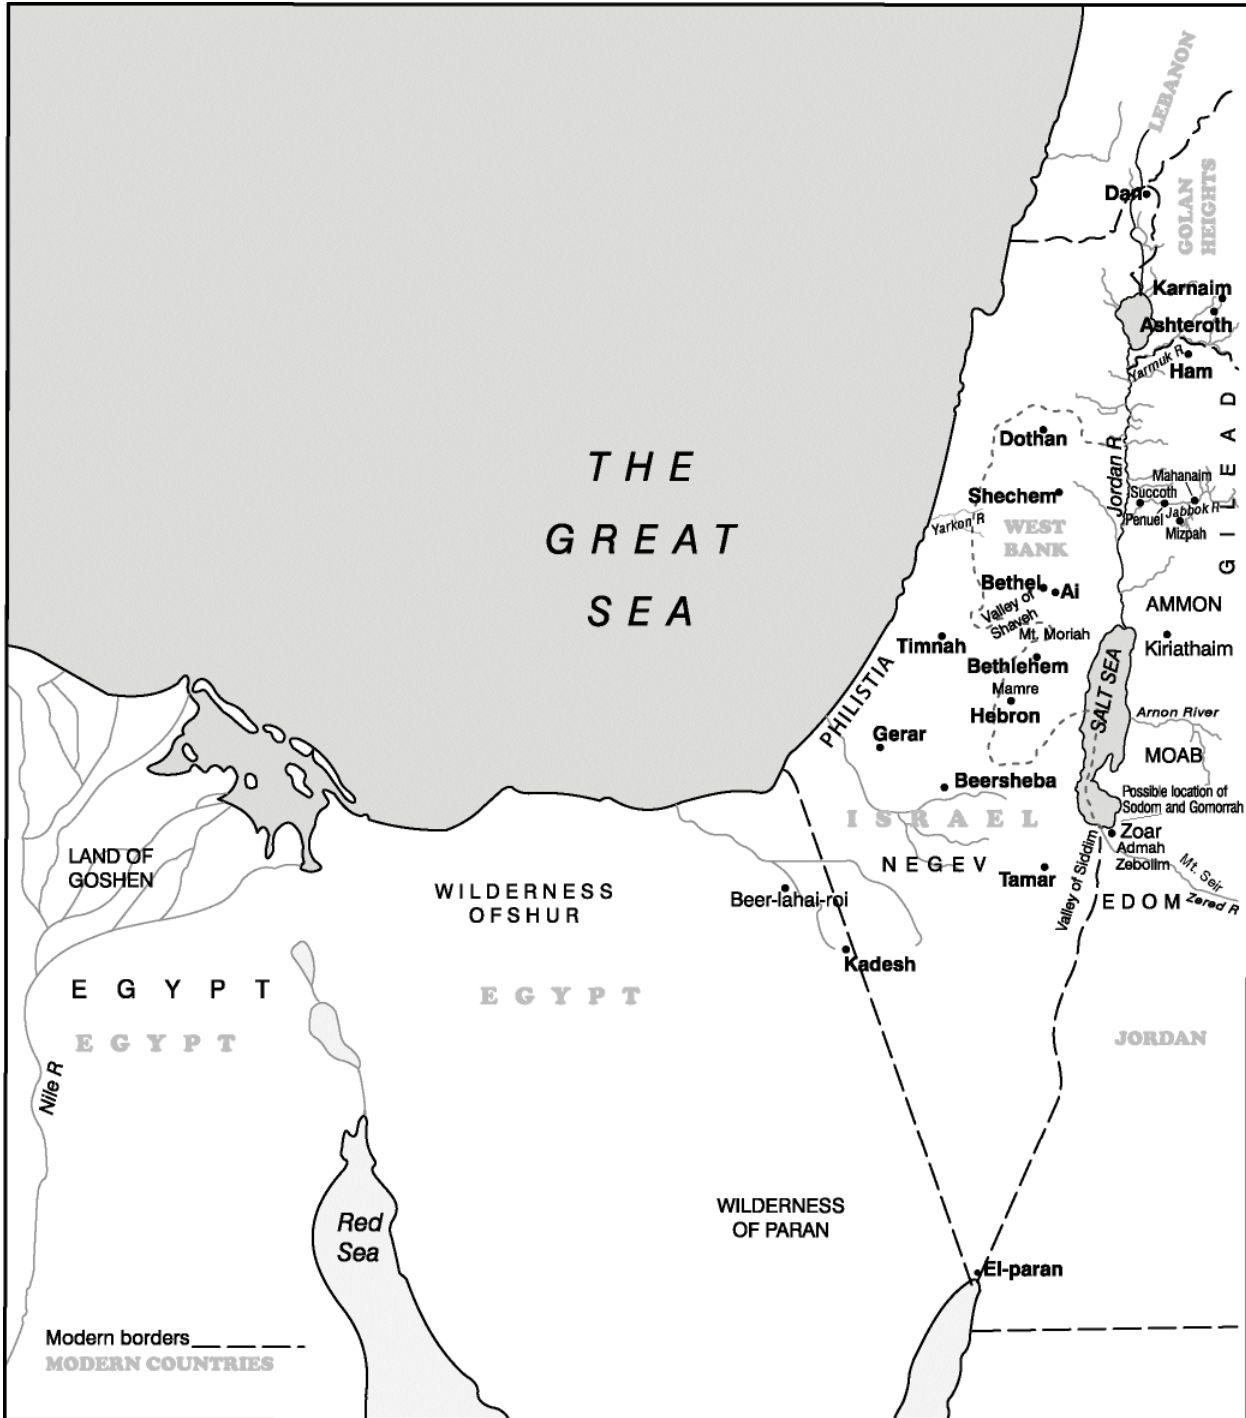 LEBANON
Dan
GOLAN
HEIGHTS
Karnaim
Ashteroth
Yarmuk R
Ham
GILEAD
Dothan
Jordan R
THE
GREAT
SEA
Shechem
Mahanaim
Succoth
Jabbok R
Penuel
Mizpah
Yarkon R
WEST
BANK
Bethel
Ai
Valley of
Shaveh
AMMON
Mt. Moriah
Timnah
Kiriathaim
Bethlehem
PHILISTIA
Mamre
Hebron
SALT SEA
Arnon River
Gerar
MOAB
Beersheba
Possible location of
Sodom and Gomorrah
ISRAEL
Zoar
Admah
Zeboiim
NEGEV
Tamar
Valley of Siddim
Mt. Seir
Zered R
EDOM
LAND OF
GOSHEN
WILDERNESS
OFSHUR
Beer-lahai-roi
Kadesh
EGYPT
EGYPT
EGYPT
JORDAN
Nile R
Red
Sea
WILDERNESS
OF PARAN
El-paran
Modern borders
MODERN COUNTRIES